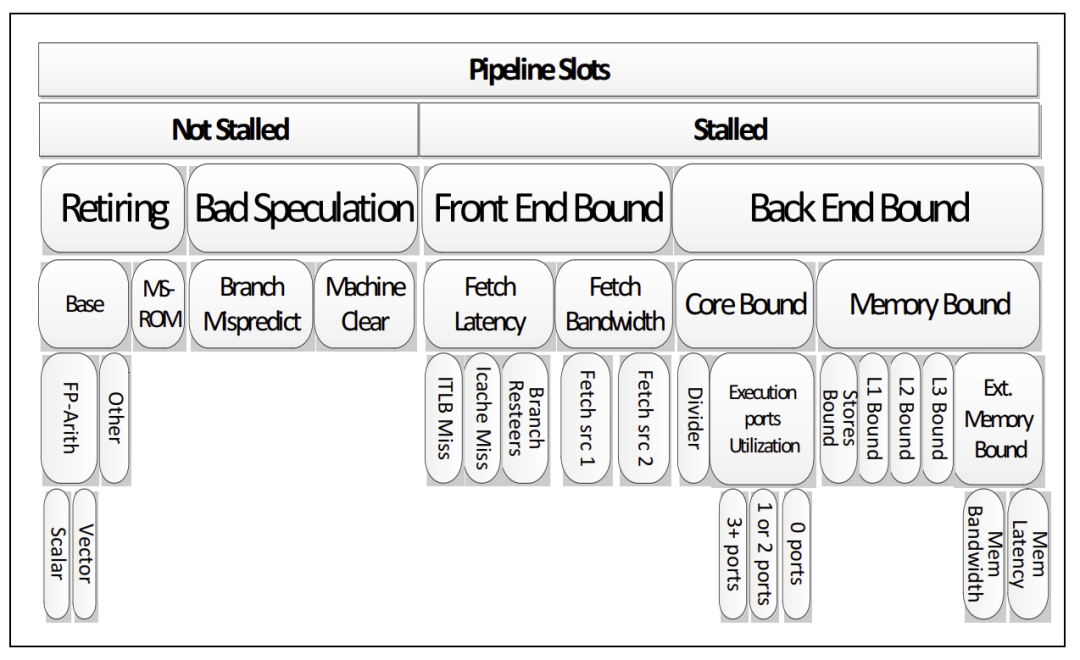 Pipeline Slots
Not Stalled
Stalled
Retiring
Bad Speculation
Front End Bound
Back End Bound
Base
MS-
ROM
Branch
Mispredict
Machine
Clear
Fetch
Latency
Fetch
Bandwidth
Core Bound
Memory Bound
FP-Arith
Other
ITLB Miss
Icache Miss
Branch
Resteers
Fetch src 1
Fetch src 2
Divider
Execution
ports
Utilization
Stores
Bound
L1 Bound
L2 Bound
L3 Bound
Ext.
Memory
Bound
Scalar
Vector
3+ ports
1 or 2 ports
0 ports
Mem
Bandwidth
Mem
Latency